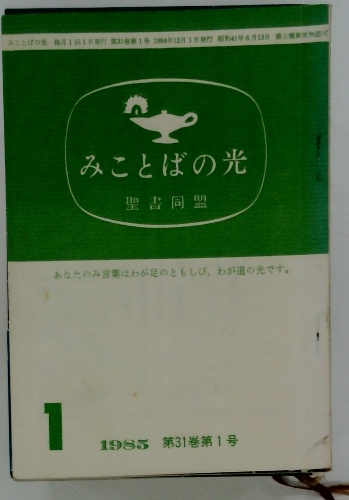 みことばの光 毎月1回1日発行 第31巻第1号 1984年12月1日発行 昭和41年6月13日 第三種郵便物認可
みことばの光
聖書同盟
あなたのみ言葉はわが足のともしび、わが道の光です。
1
1985 第31巻第1号